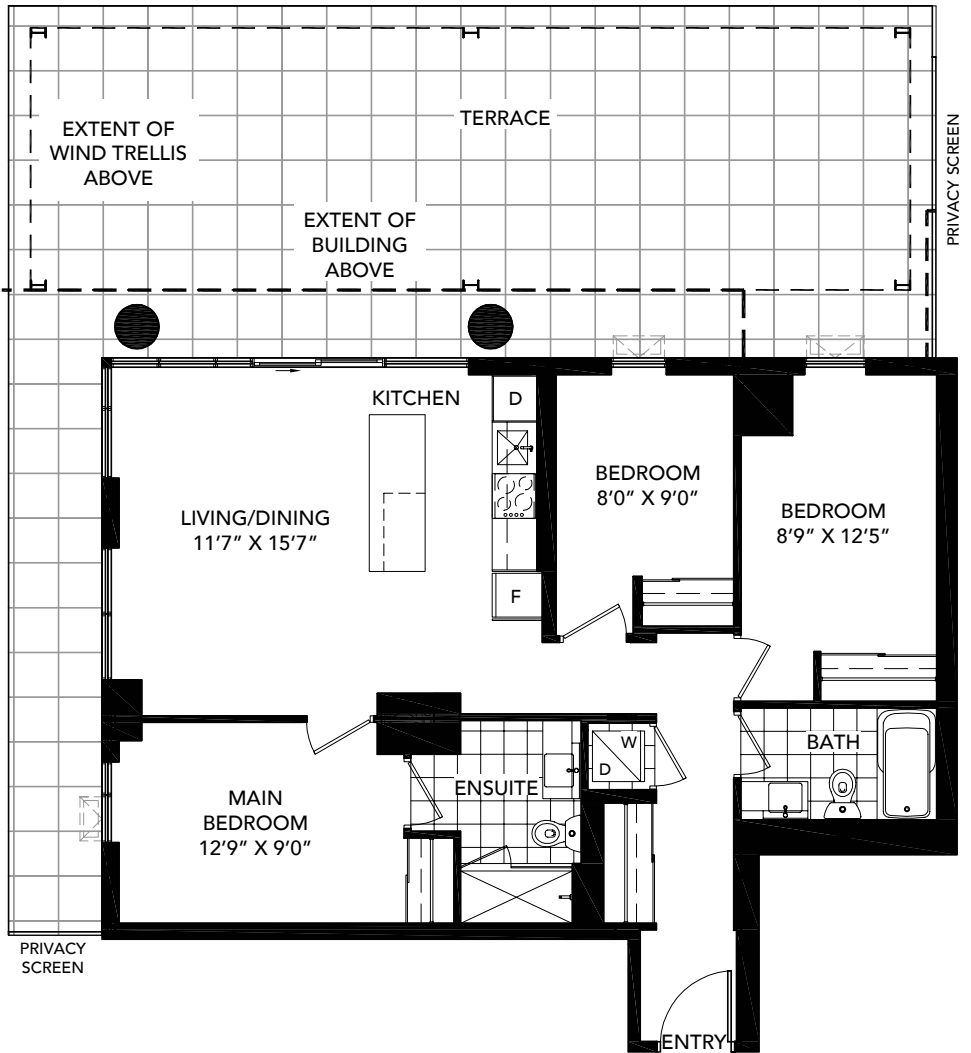 TERRACE
EXTENT OF
WIND TRELLIS
ABOVE
PRIVACY SCREEN
EXTENT OF
BUILDING
ABOVE
KITCHEN
D
BEDROOM
8'0" X 9'0"
BEDROOM
8'9" X 12'5"
LIVING/DINING
11'7" X 15'7"
F
W
D
BATH
ENSUITE
MAIN
BEDROOM
12'9" X 9'0"
PRIVACY
SCREEN
ENTRY